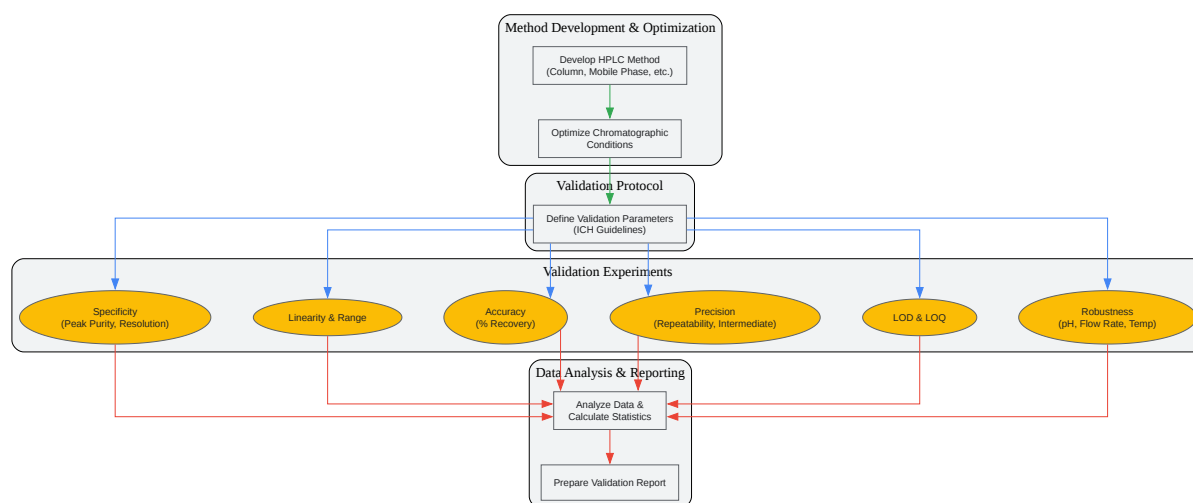 Method Development & Optimization
Develop HPLC Method
(Column, Mobile Phase, etc.)
Optimize Chromatographic
Conditions
Validation Protocol
Define Validation Parameters
(ICH Guidelines)
Validation Experiments
Specificity
(Peak Purity, Resolution)
Linearity & Range
Accuracy
(% Recovery)
Precision
(Repeatability, Intermediate)
LOD & LOQ
Robustness
(pH, Flow Rate, Temp)
Data Analysis & Reporting
Analyze Data &
Calculate Statistics
Prepare Validation Report